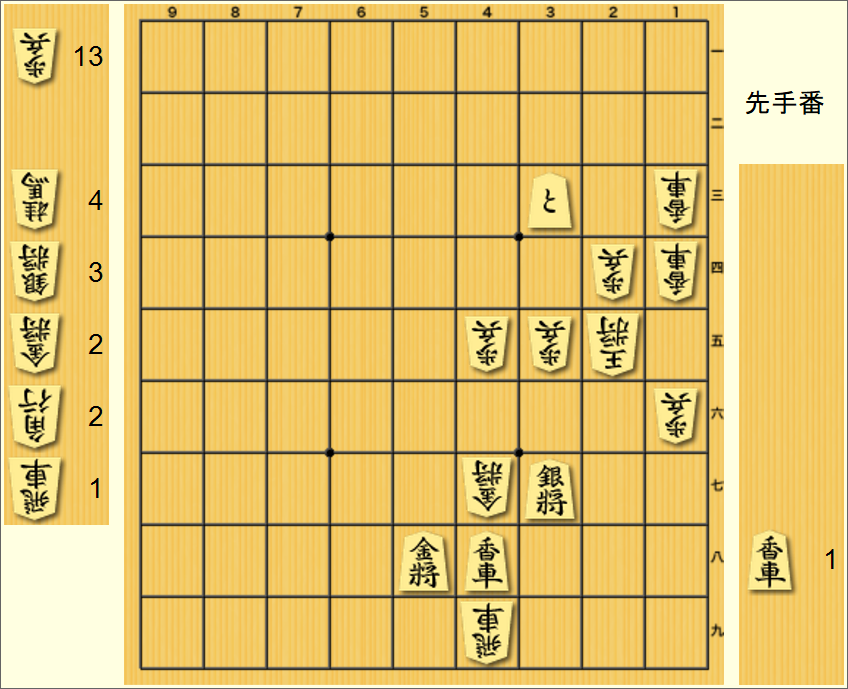 9 8 7 6 5 4 3 2 1
歩兵 13
先手番
一
二
桂馬 4
と
香車
三
銀将 3
歩兵 香車
四
金将 2
歩兵 歩兵 王将
五
角行 2
歩兵
六
飛車 1
金将 銀将
七
金将 香車
八
香車 1
飛車
九